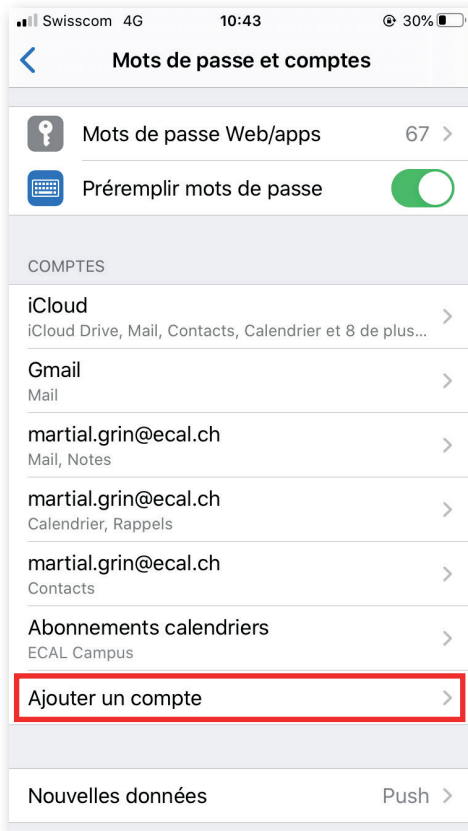 Swisscom 4G 10:43 30%
Mots de passe et comptes
Mots de passe Web/apps 67
Préremplir mots de passe
COMPTES
iCloud
iCloud Drive, Mail, Contacts, Calendrier et 8 de plus...
Gmail
Mail
martial.grin@ecal.ch
Mail, Notes
martial.grin@ecal.ch
Calendrier, Rappels
martial.grin@ecal.ch
Contacts
Abonnements calendriers
ECAL Campus
Ajouter un compte
Nouvelles données Push